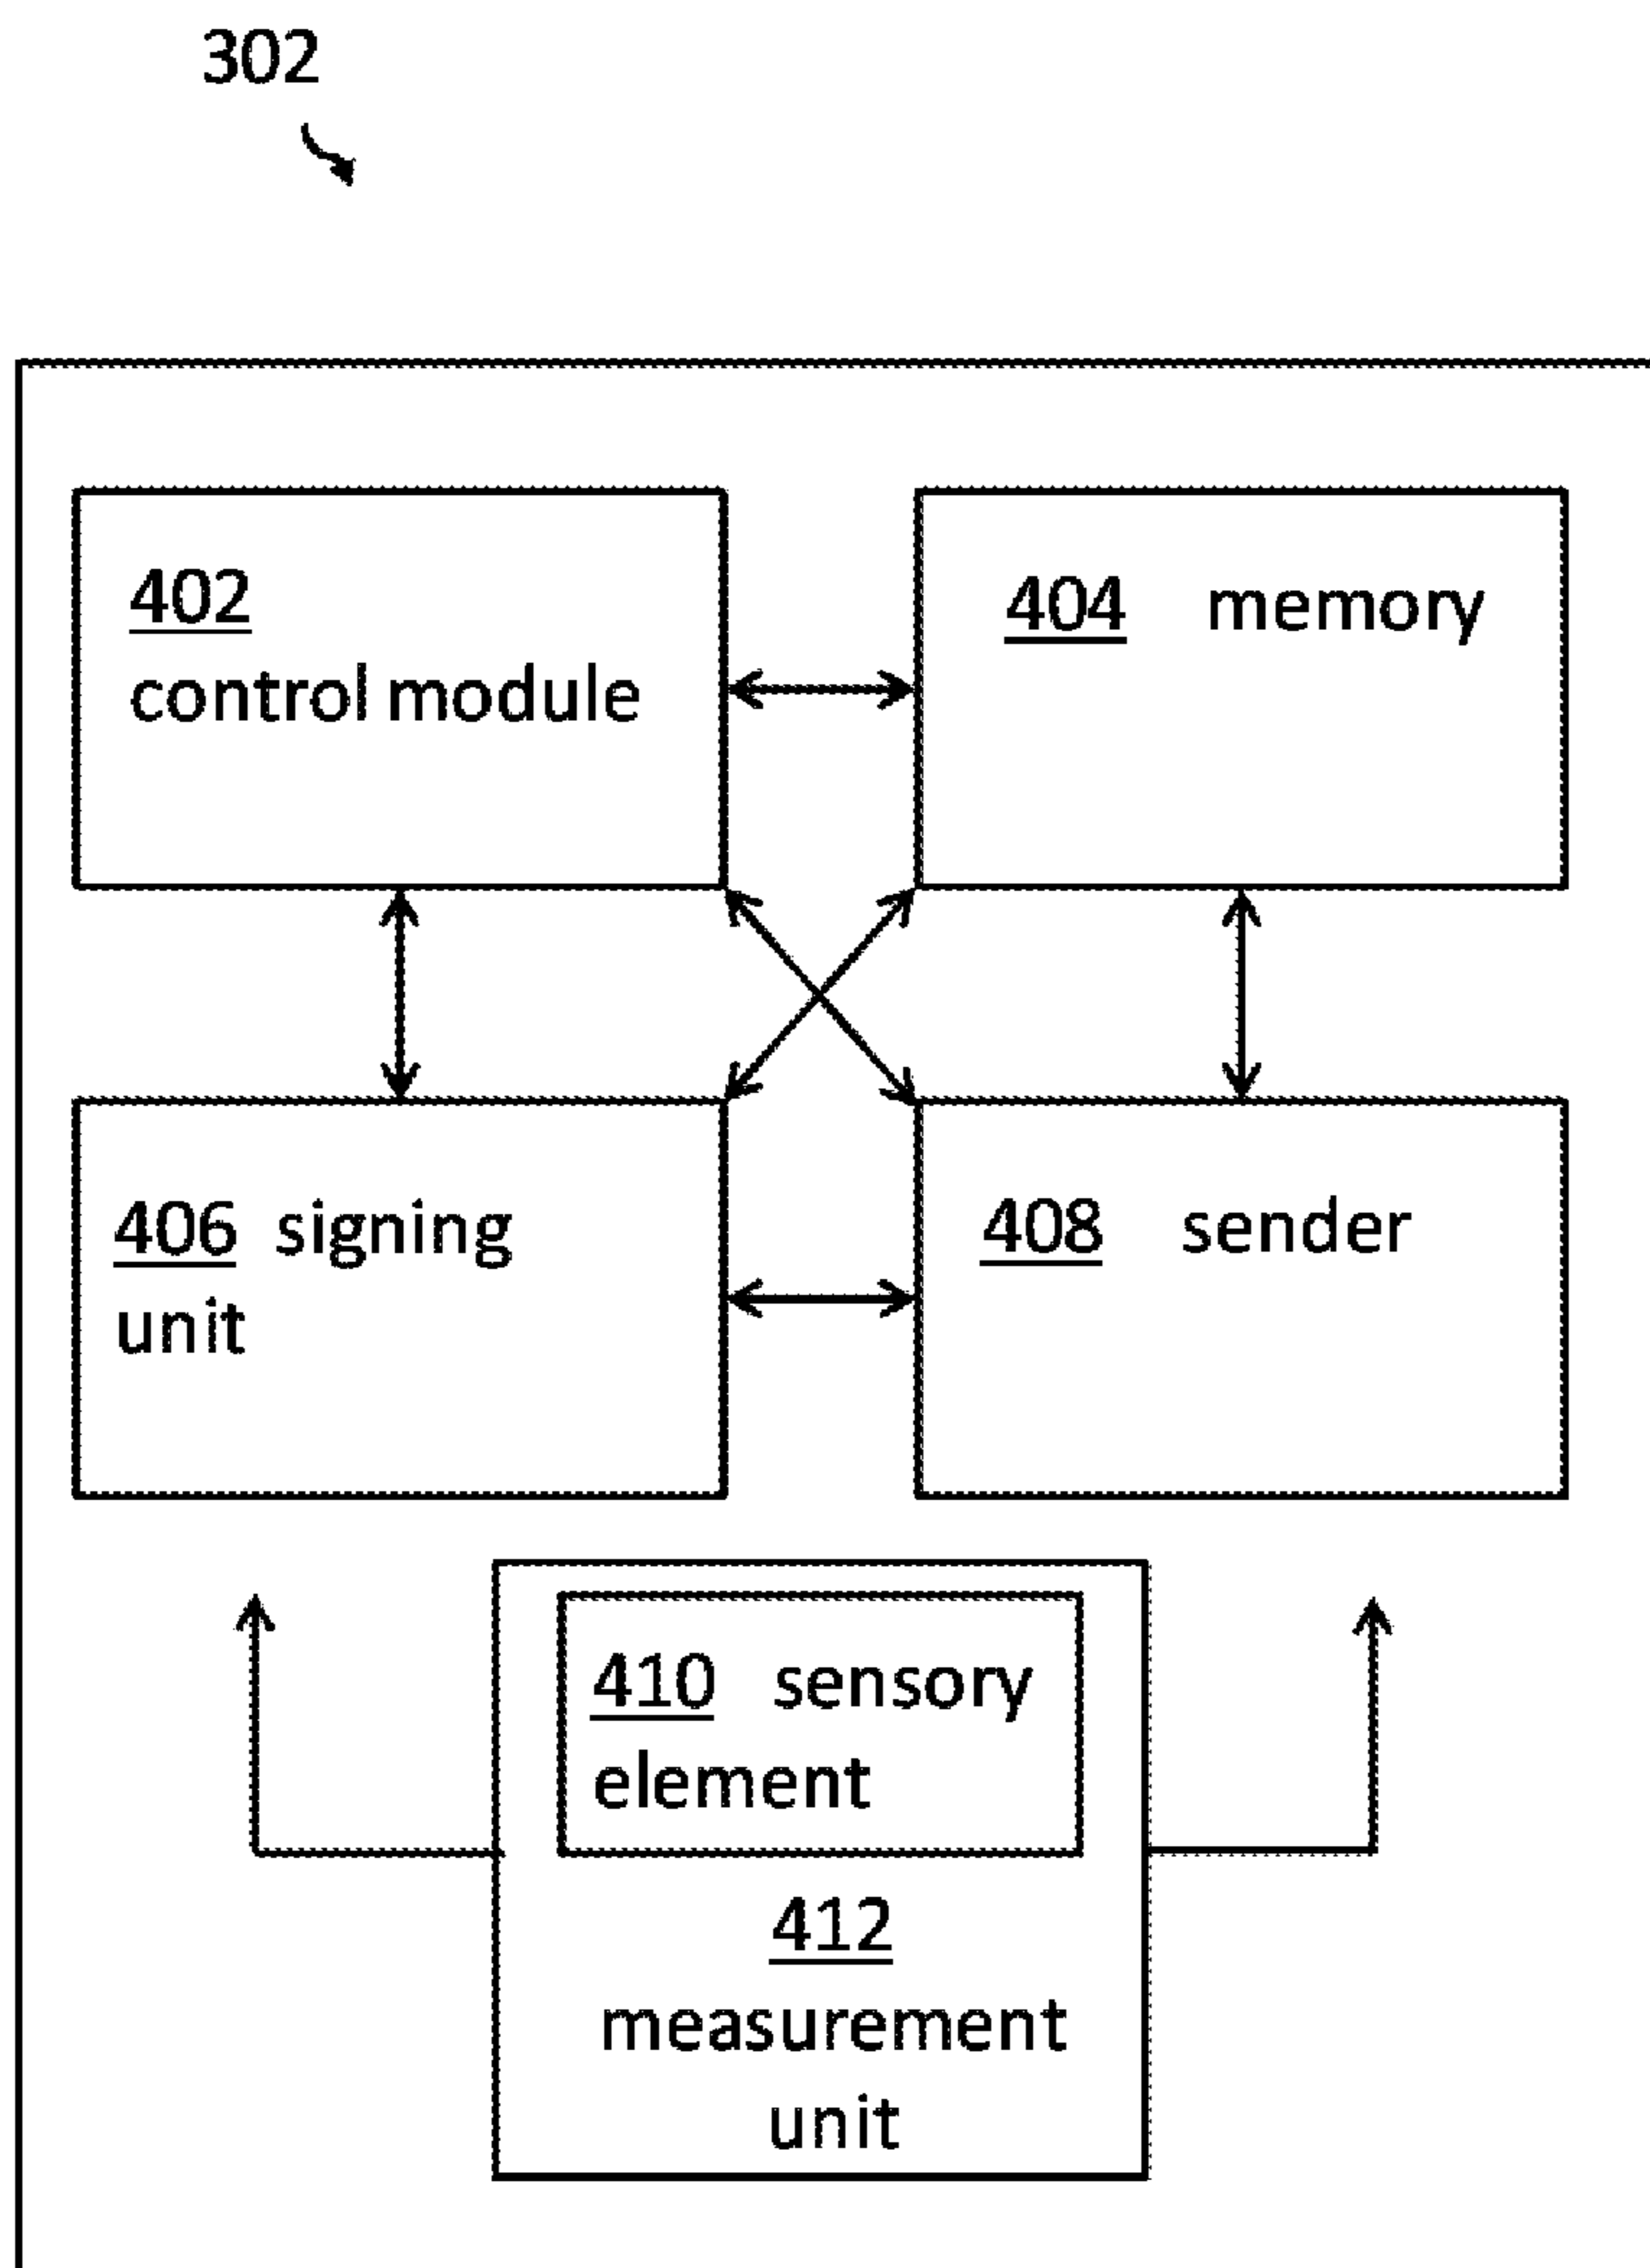 302
402
control module
404 memory
406 signing
unit
408 sender
410 sensory
element
412
measurement
unit